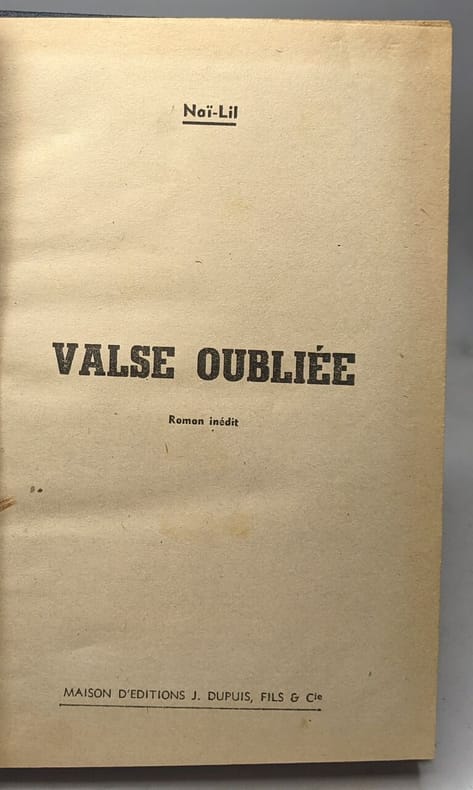 Naï-Lil
VALSE OUBLIÉE
Roman inédit
MAISON D'EDITIONS J. DUPUIS, FILS & Cie